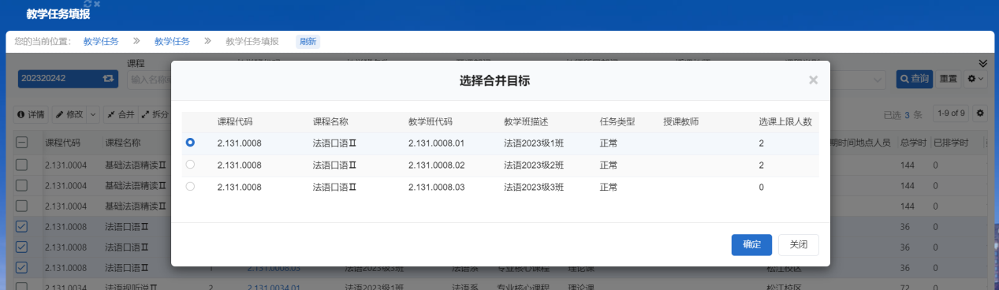 教学任务填报
您的当前位置： 教学任务 教学任务 教学任务填报 刷新
课程
202320242 输入名称 查询 重置
选择合并目标
详情 修改 合并 拆分 已选 3 条 1-9 of 9
课程代码 课程名称 教学班代码 教学班描述 任务类型 授课教师 选课上限人数
2.131.0008 法语口语Ⅱ 2.131.0008.01 法语2023级1班 正常 2
2.131.0008 法语口语Ⅱ 2.131.0008.02 法语2023级2班 正常 2
2.131.0008 法语口语Ⅱ 2.131.0008.03 法语2023级3班 正常 0
确定 关闭
课程代码 课程名称 期时间地点人员 总学时 已排学时
2.131.0004 基础法语精读Ⅱ 144 0
2.131.0004 基础法语精读Ⅱ 144 0
2.131.0004 基础法语精读Ⅱ 144 0
2.131.0008 法语口语Ⅱ 36 0
2.131.0008 法语口语Ⅱ 36 0
2.131.0008 法语口语Ⅱ 1 2.131.0008.03 法语2023级3班 法语系 专业核心课程 理论课 松江校区 36 0
2.131.0034 法语视听说Ⅱ 2 2.131.0034.01 法语2023级1班 法语系 专业核心课程 理论课 松江校区 72 0